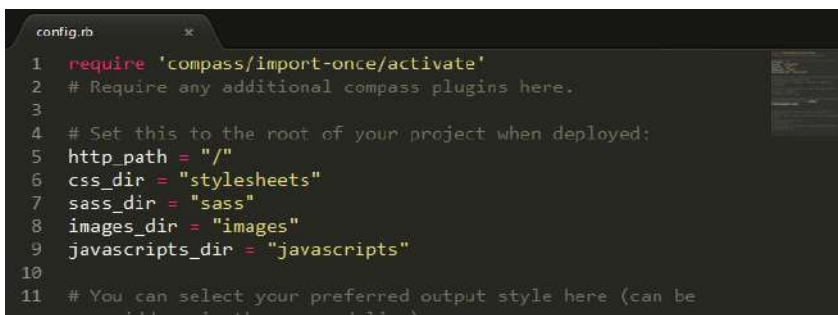 config.rb ×
1 require 'compass/import-once/activate'
2 # Require any additional compass plugins here.
3
4 # Set this to the root of your project when deployed:
5 http_path = "/"
6 css_dir = "stylesheets"
7 sass_dir = "sass"
8 images_dir = "images"
9 javascripts_dir = "javascripts"
10
11 # You can select your preferred output style here (can be